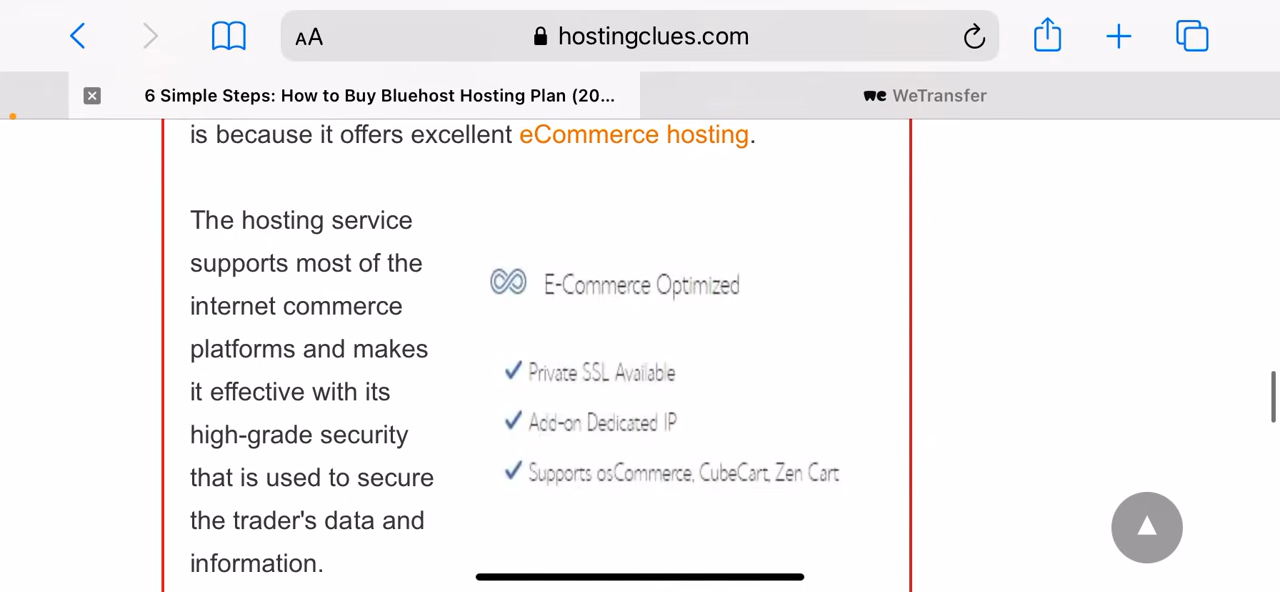 AA
hostingclues.com
6 Simple Steps: How to Buy Bluehost Hosting Plan (20...
we WeTransfer
is because it offers excellent eCommerce hosting.
The hosting service
supports most of the
internet commerce
platforms and makes
it effective with its
high-grade security
that is used to secure
the trader's data and
information.
E-Commerce Optimized
Private SSL Available
Add-on Dedicated IP
Supports osCommerce, CubeCart, Zen Cart